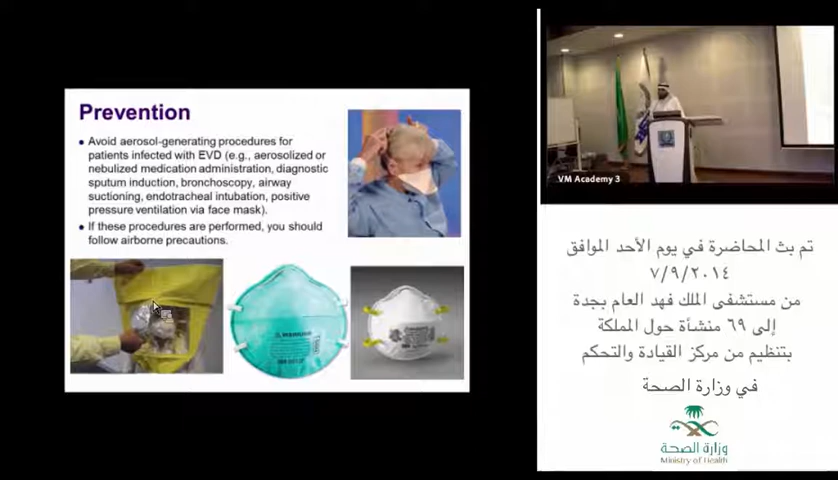 Prevention
Avoid aerosol-generating procedures for
patients infected with EVD (e.g., aerosolized or
nebulized medication administration, diagnostic
sputum induction, bronchoscopy, airway
suctioning, endotracheal intubation, positive
pressure ventilation via face mask).
If these procedures are performed, you should
follow airborne precautions.
VM Academy 3
تم بث المحاضرة في يوم الأحد الموافق
٧/٩/٢٠١٤
من مستشفى الملك فهد العام بجدة
إلى ٦٩ منشأة حول المملكة
بتنظيم من مركز القيادة والتحكم
في وزارة الصحة
وزارة الصحة
Ministry of Health